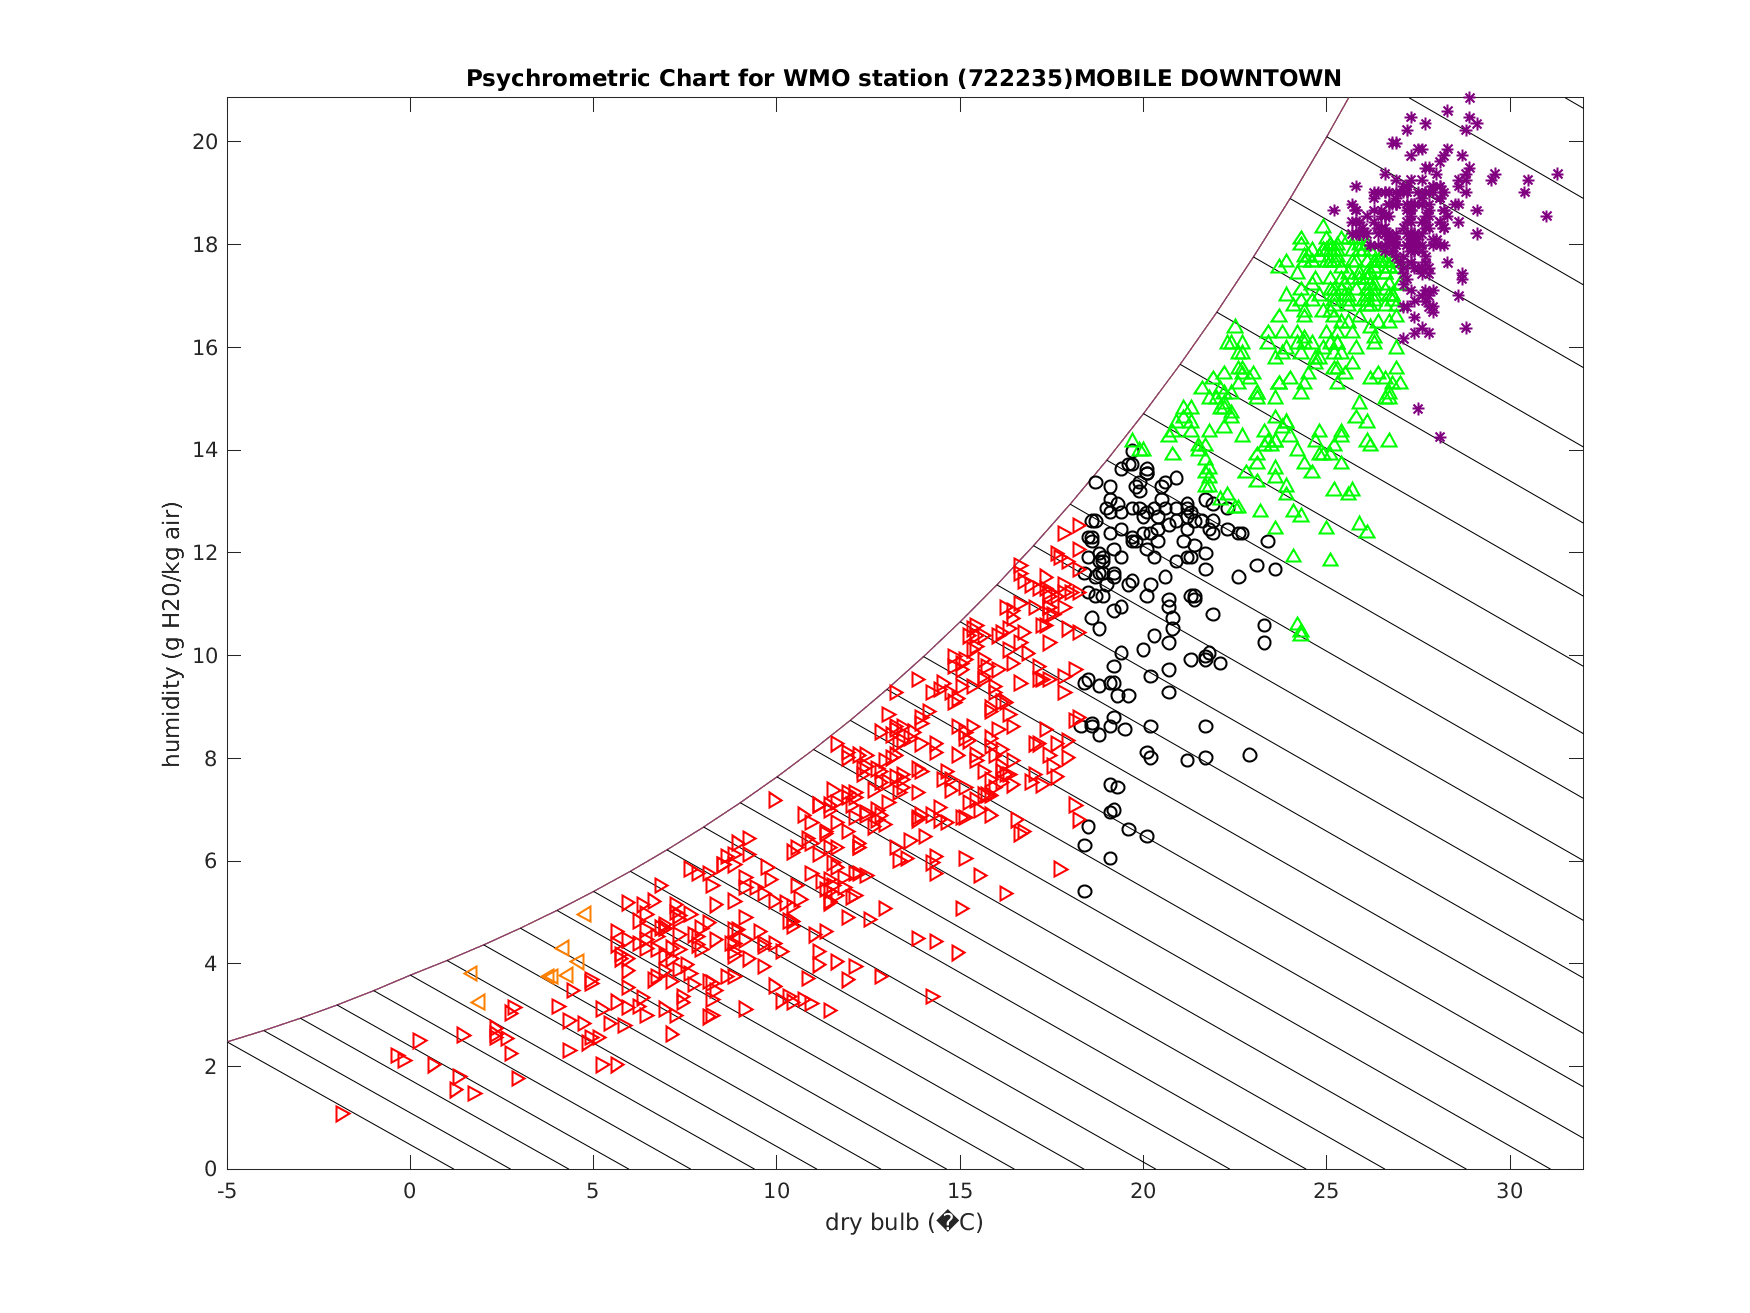 Psychrometric Chart for WMO station (722235)MOBILE DOWNTOWN
humidity (g H20/kg air)
20
18
16
14
12
10
8
6
4
2
0
-5 0 5 10 15 20 25 30
dry bulb (�C)